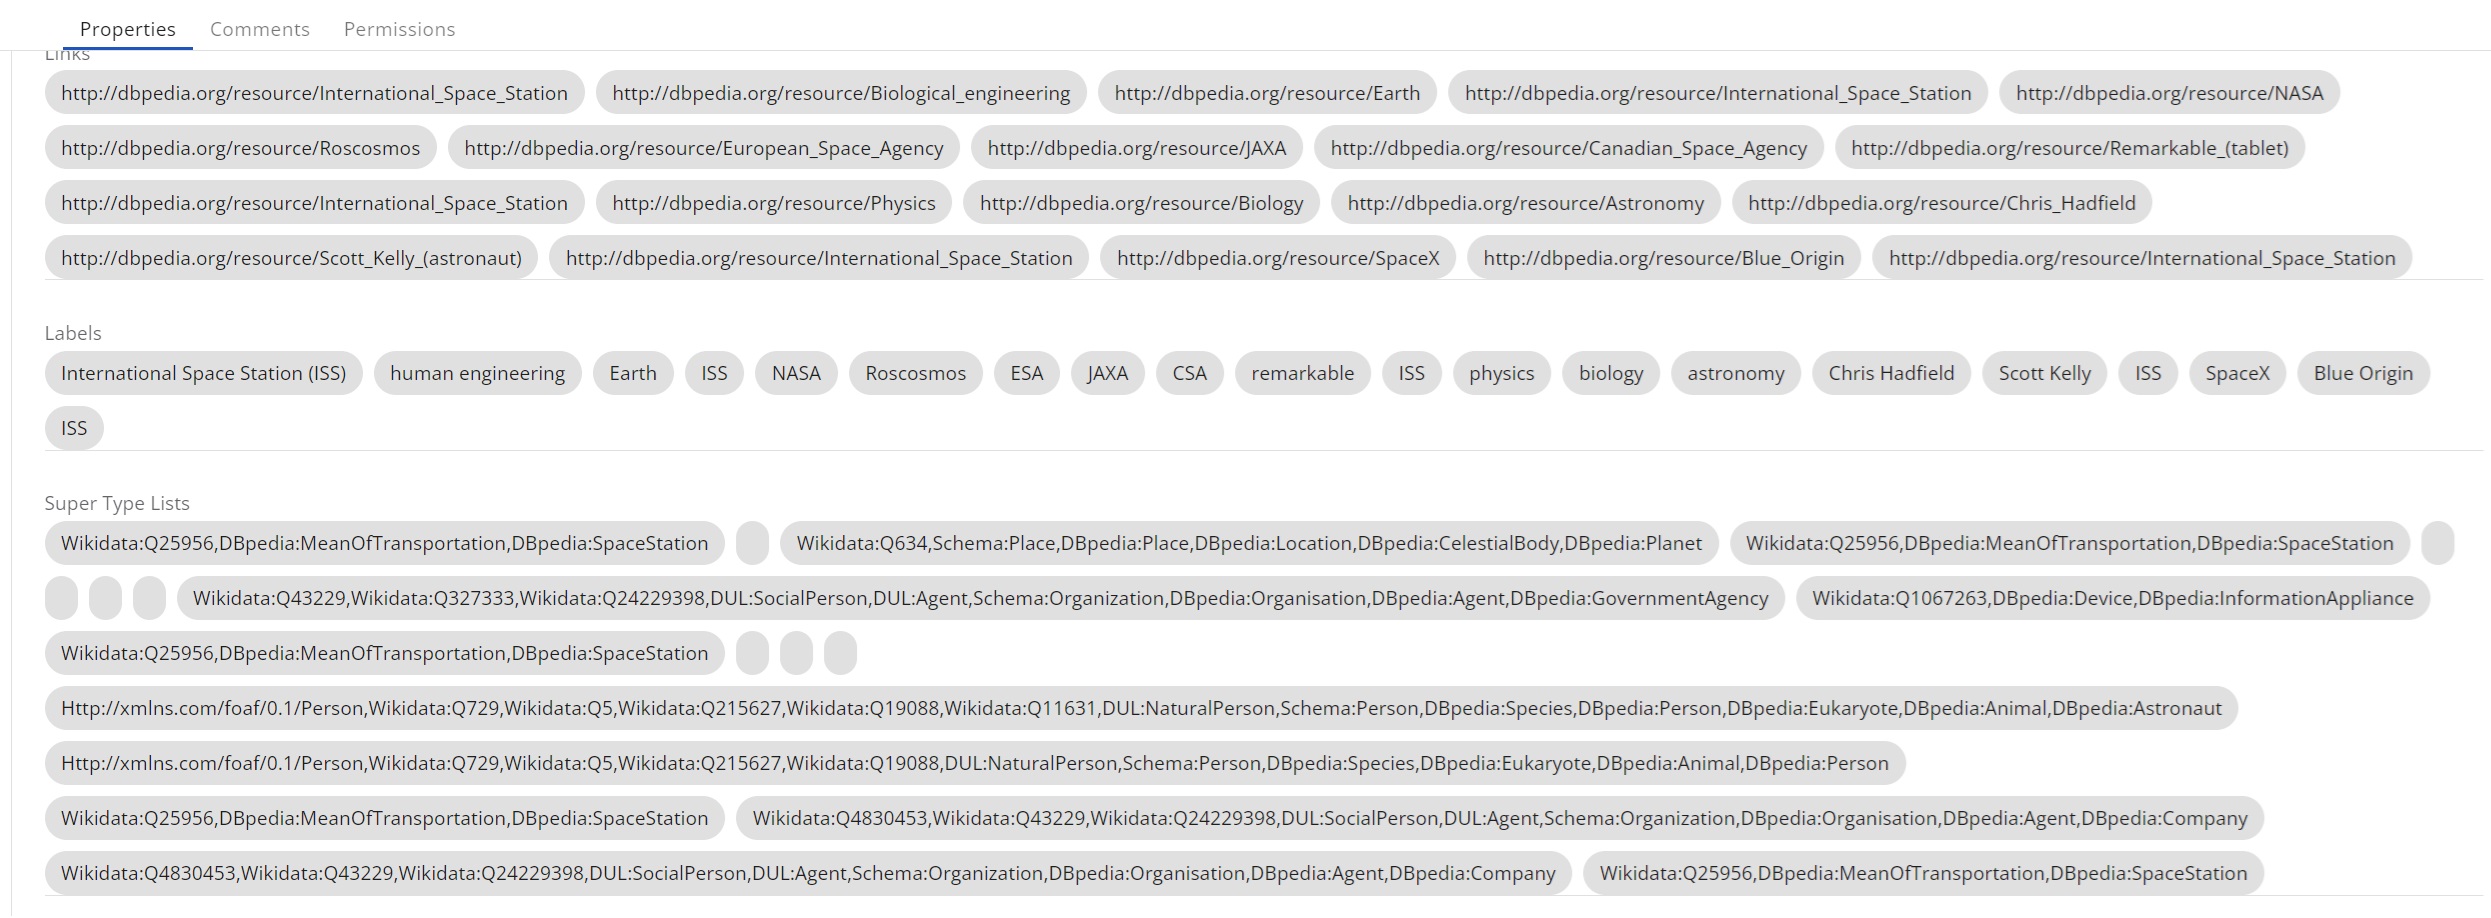 Properties Comments Permissions
Links
http://dbpedia.org/resource/International_Space_Station http://dbpedia.org/resource/Biological_engineering http://dbpedia.org/resource/Earth http://dbpedia.org/resource/International_Space_Station http://dbpedia.org/resource/NASA
http://dbpedia.org/resource/Roscosmos http://dbpedia.org/resource/European_Space_Agency http://dbpedia.org/resource/JAXA http://dbpedia.org/resource/Canadian_Space_Agency http://dbpedia.org/resource/Remarkable_(tablet)
http://dbpedia.org/resource/International_Space_Station http://dbpedia.org/resource/Physics http://dbpedia.org/resource/Biology http://dbpedia.org/resource/Astronomy http://dbpedia.org/resource/Chris_Hadfield
http://dbpedia.org/resource/Scott_Kelly_(astronaut) http://dbpedia.org/resource/International_Space_Station http://dbpedia.org/resource/SpaceX http://dbpedia.org/resource/Blue_Origin http://dbpedia.org/resource/International_Space_Station
Labels
International Space Station (ISS) human engineering Earth ISS NASA Roscosmos ESA JAXA CSA remarkable ISS physics biology astronomy Chris Hadfield Scott Kelly ISS SpaceX Blue Origin
ISS
Super Type Lists
Wikidata:Q25956,DBpedia:MeanOfTransportation,DBpedia:SpaceStation Wikidata:Q634,Schema:Place,DBpedia:Place,DBpedia:Location,DBpedia:CelestialBody,DBpedia:Planet Wikidata:Q25956,DBpedia:MeanOfTransportation,DBpedia:SpaceStation
Wikidata:Q43229,Wikidata:Q327333,Wikidata:Q24229398,DUL:SocialPerson,DUL:Agent,Schema:Organization,DBpedia:Organisation,DBpedia:Agent,DBpedia:GovernmentAgency Wikidata:Q1067263,DBpedia:Device,DBpedia:InformationAppliance
Wikidata:Q25956,DBpedia:MeanOfTransportation,DBpedia:SpaceStation
Http://xmlns.com/foaf/0.1/Person,Wikidata:Q729,Wikidata:Q5,Wikidata:Q215627,Wikidata:Q19088,Wikidata:Q11631,DUL:NaturalPerson,Schema:Person,DBpedia:Species,DBpedia:Person,DBpedia:Eukaryote,DBpedia:Animal,DBpedia:Astronaut
Http://xmlns.com/foaf/0.1/Person,Wikidata:Q729,Wikidata:Q5,Wikidata:Q215627,Wikidata:Q19088,DUL:NaturalPerson,Schema:Person,DBpedia:Species,DBpedia:Eukaryote,DBpedia:Animal,DBpedia:Person
Wikidata:Q25956,DBpedia:MeanOfTransportation,DBpedia:SpaceStation Wikidata:Q4830453,Wikidata:Q43229,Wikidata:Q24229398,DUL:SocialPerson,DUL:Agent,Schema:Organization,DBpedia:Organisation,DBpedia:Agent,DBpedia:Company
Wikidata:Q4830453,Wikidata:Q43229,Wikidata:Q24229398,DUL:SocialPerson,DUL:Agent,Schema:Organization,DBpedia:Organisation,DBpedia:Agent,DBpedia:Company Wikidata:Q25956,DBpedia:MeanOfTransportation,DBpedia:SpaceStation